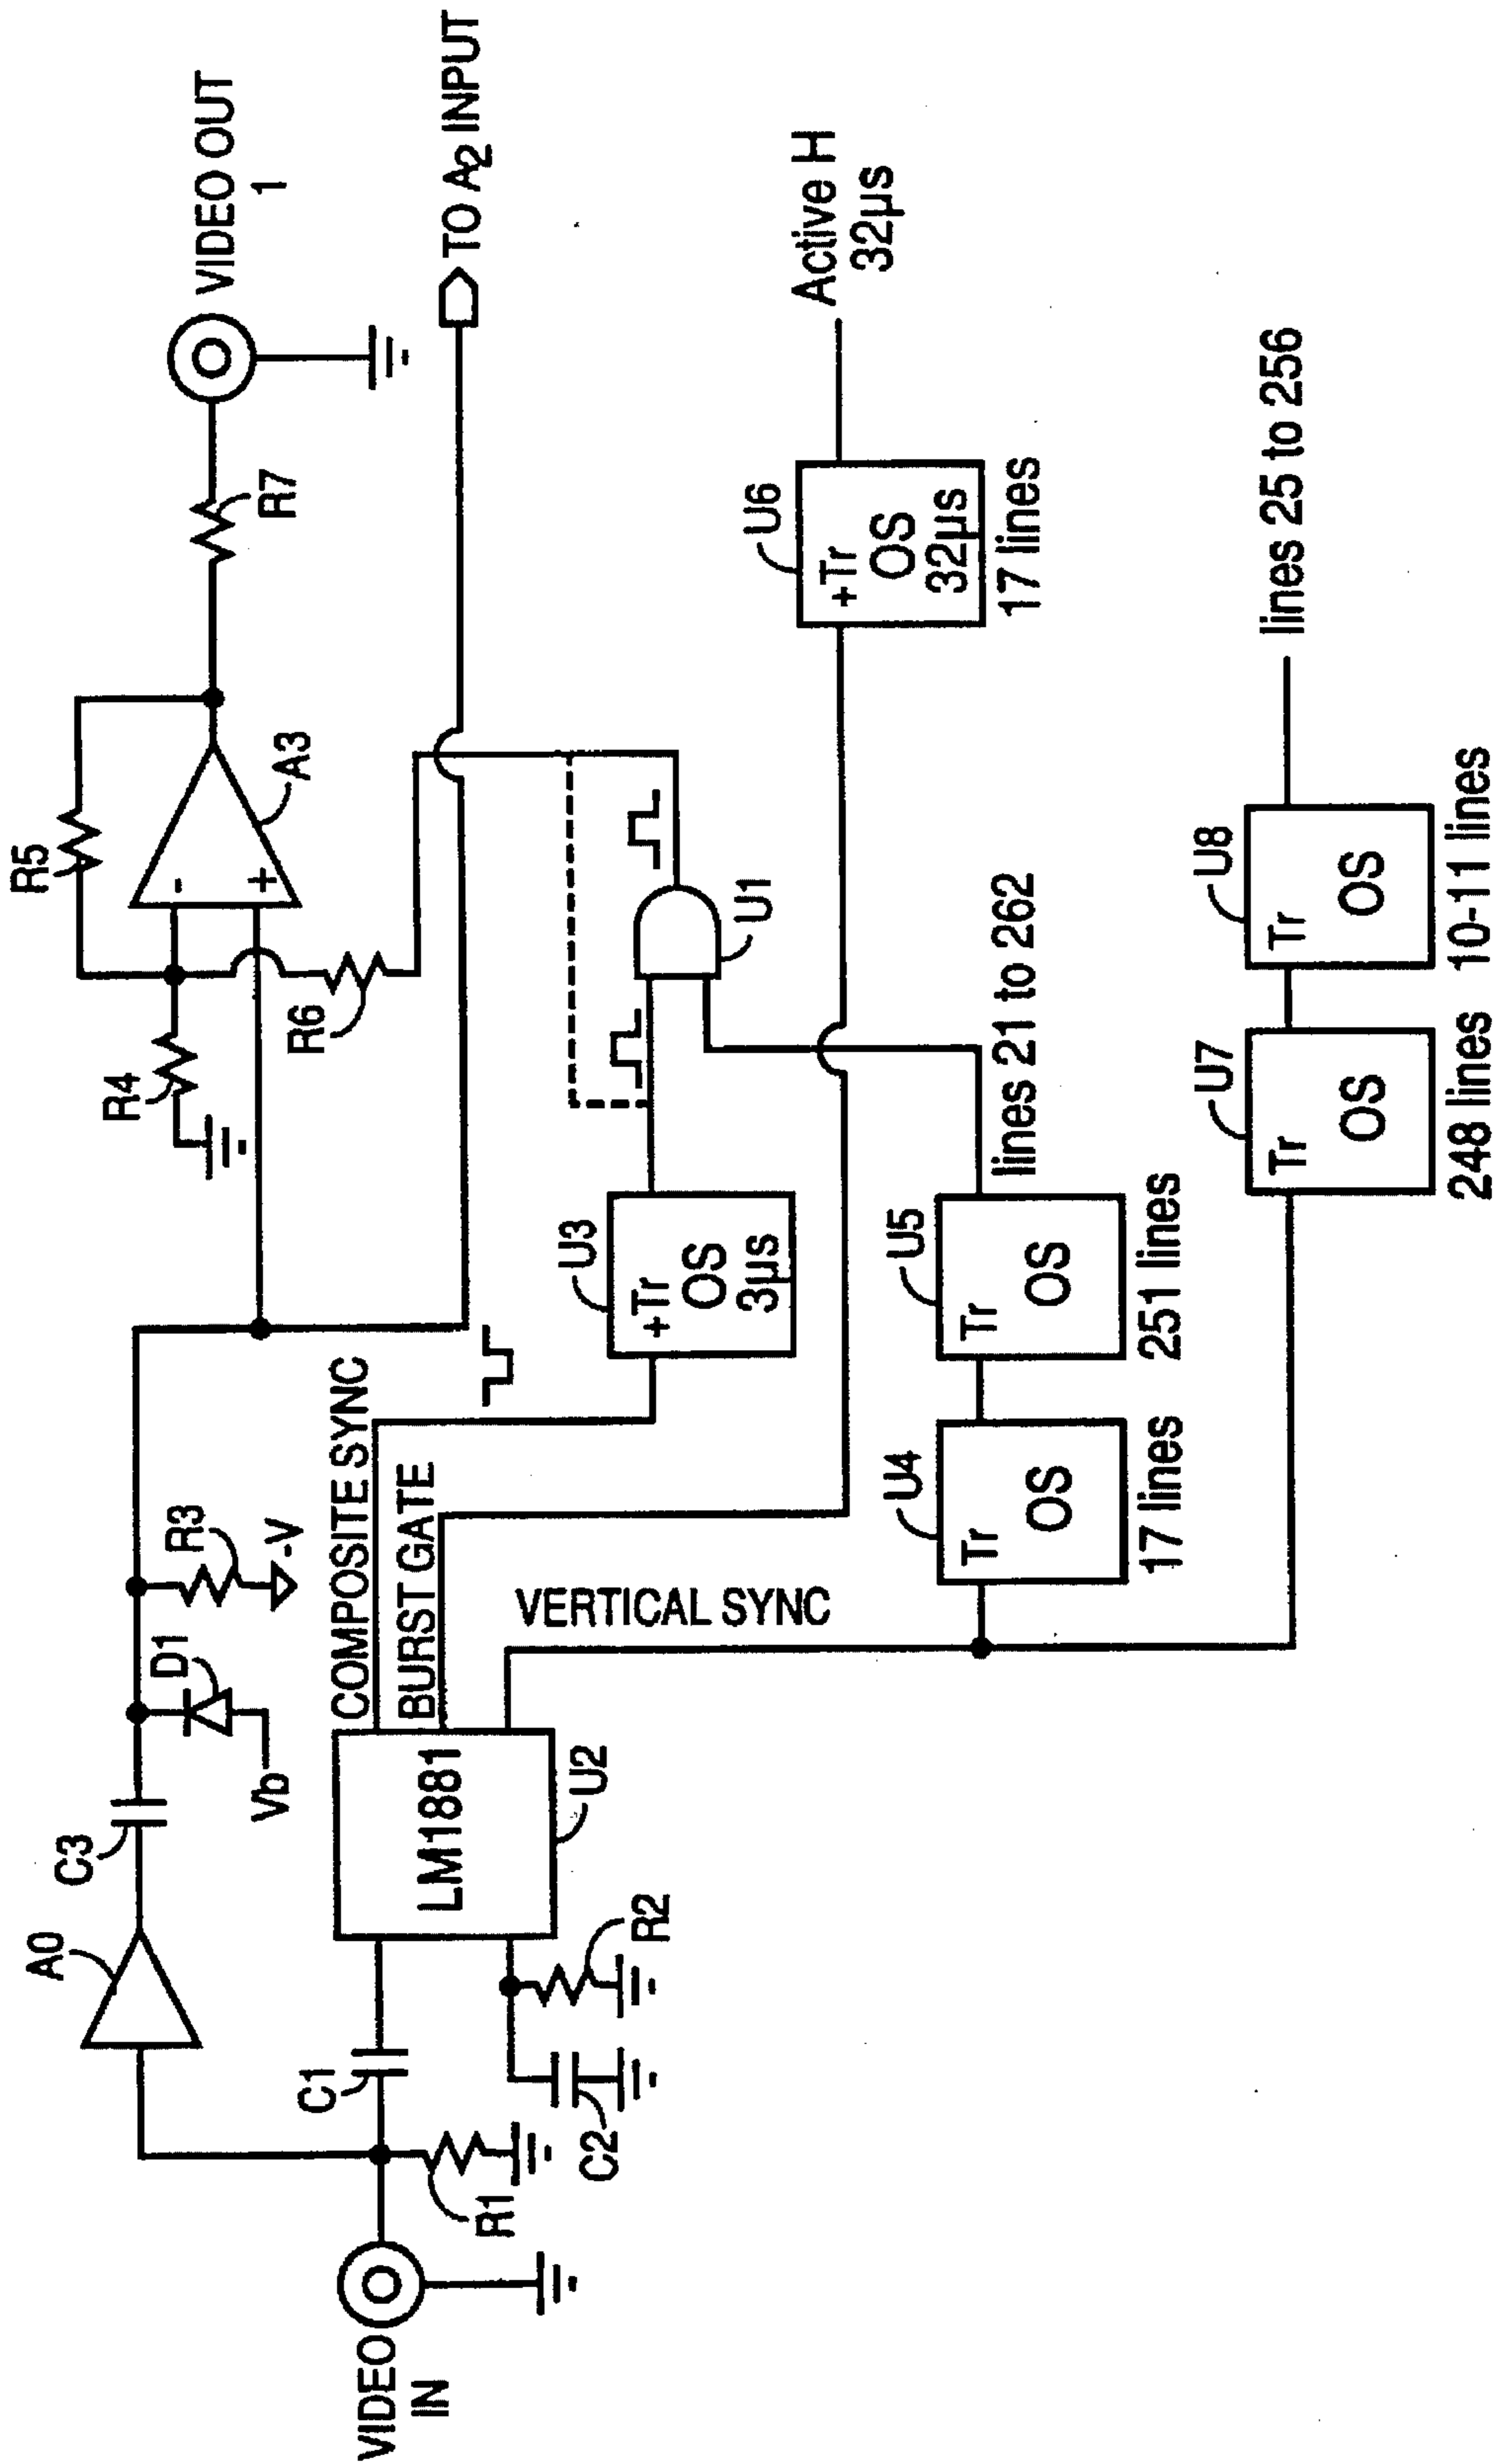 VIDEO
IN
R1
C1
A0
C3
C2
R2
LM1881
U2
Vb
D1
R3
-V
COMPOSITE SYNC
BURST GATE
VERTICAL SYNC
R4
R5
R6
-
+
A3
R7
VIDEO OUT
1
TO A2 INPUT
U3
+Tr
OS
3µs
U1
U4
Tr
OS
17 lines
U5
Tr
OS
251 lines
lines 21 to 262
U6
+Tr
OS
32µs
17 lines
Active H
32µs
U7
Tr
OS
248 lines
U8
Tr
OS
10-11 lines
lines 25 to 256